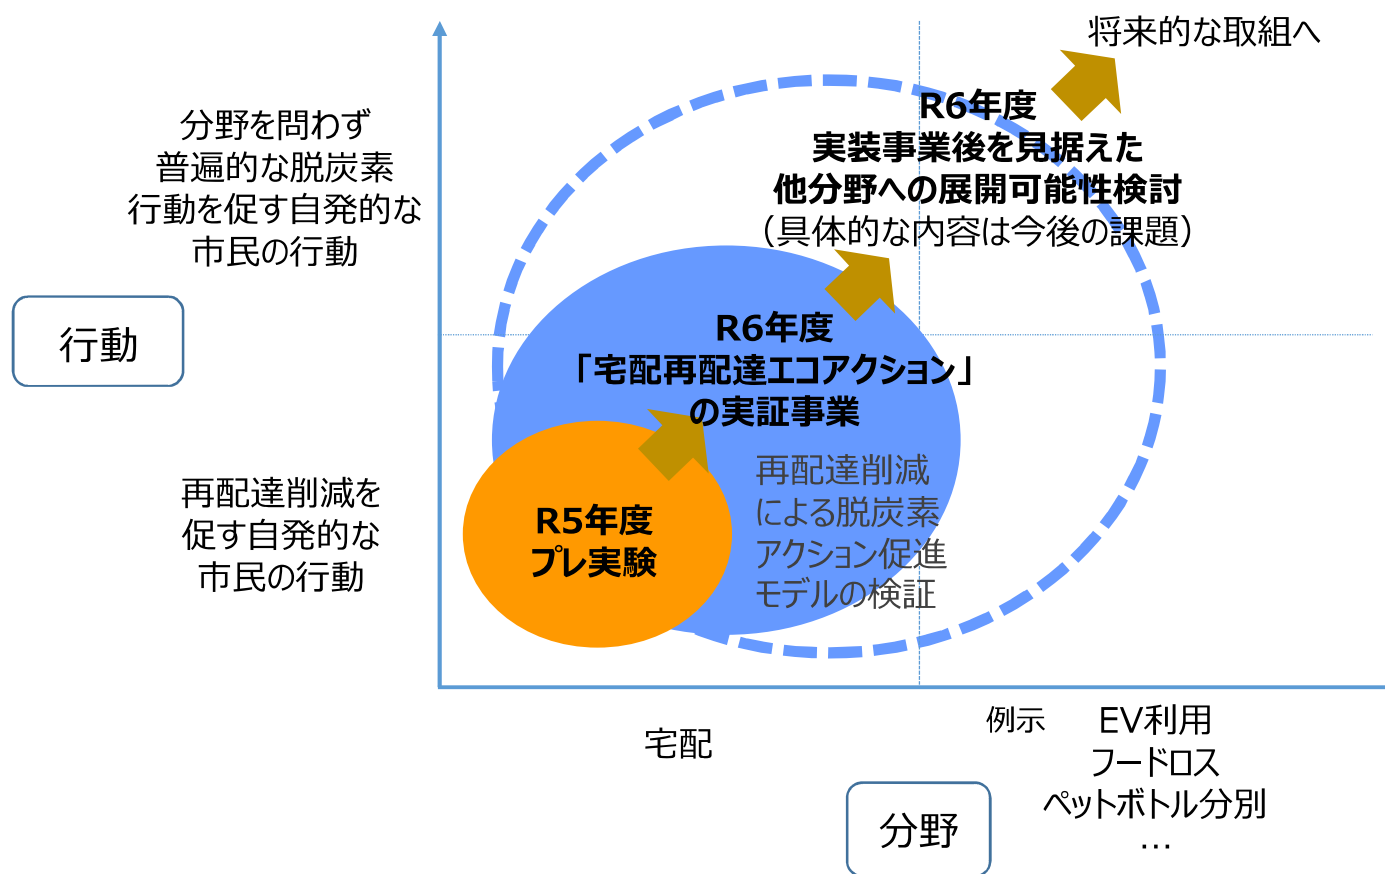 将来的な取組へ
R6年度
実装事業後を見据えた
他分野への展開可能性検討
（具体的な内容は今後の課題）
分野を問わず
普遍的な脱炭素
行動を促す自発的な
市民の行動
行動
R6年度
「宅配再配達エコアクション」
の実証事業
再配達削減
による脱炭素
アクション促進
モデルの検証
再配達削減を
促す自発的な
市民の行動
R5年度
プレ実験
宅配
例示
EV利用
フードロス
ペットボトル分別
…
分野